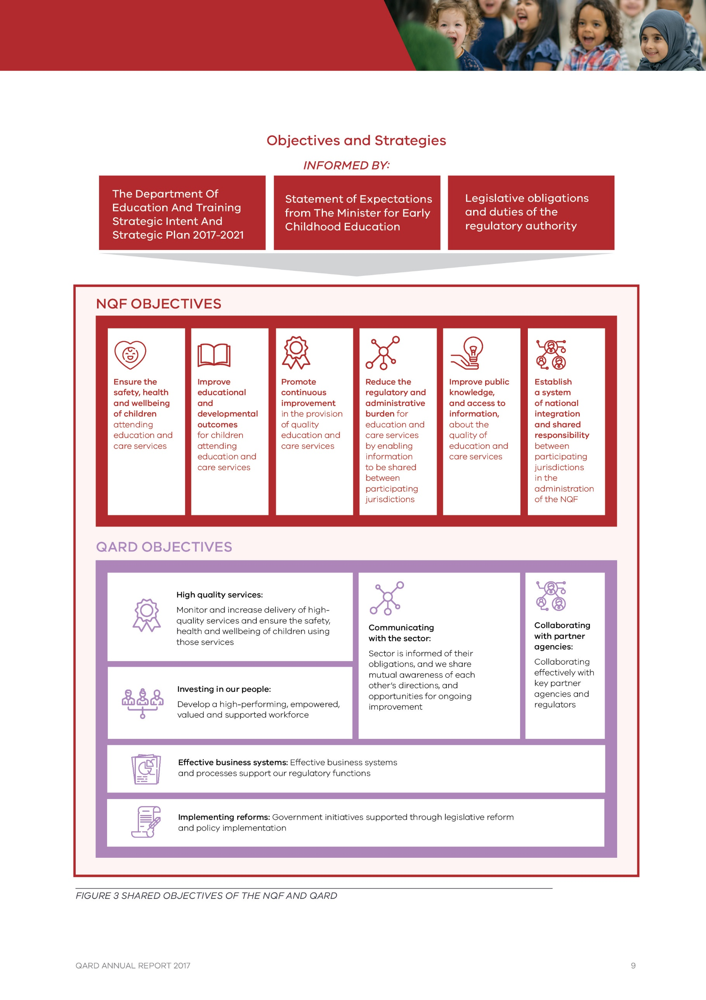 Objectives and Strategies
INFORMED BY:
The Department Of
Education And Training
Strategic Intent And
Strategic Plan 2017-2021
Statement of Expectations
from The Minister for Early
Childhood Education
Legislative obligations
and duties of the
regulatory authority
NQF OBJECTIVES
Ensure the
safety, health
and wellbeing
of children
attending
education and
care services
Improve
educational
and
developmental
outcomes
for children
attending
education and
care services
Promote
continuous
improvement
in the provision
of quality
education and
care services
Reduce the
regulatory and
administrative
burden for
education and
care services
by enabling
information
to be shared
between
participating
jurisdictions
Improve public
knowledge,
and access to
information,
about the
quality of
education and
care services
Establish
a system
of national
integration
and shared
responsibility
between
participating
jurisdictions
in the
administration
of the NQF
QARD OBJECTIVES
High quality services:
Monitor and increase delivery of high-
quality services and ensure the safety,
health and wellbeing of children using
those services
Investing in our people:
Develop a high-performing, empowered,
valued and supported workforce
Communicating
with the sector:
Sector is informed of their
obligations, and we share
mutual awareness of each
other's directions, and
opportunities for ongoing
improvement
Collaborating
with partner
agencies:
Collaborating
effectively with
key partner
agencies and
regulators
Effective business systems: Effective business systems
and processes support our regulatory functions
Implementing reforms: Government initiatives supported through legislative reform
and policy implementation
FIGURE 3 SHARED OBJECTIVES OF THE NQF AND QARD
QARD ANNUAL REPORT 2017
9